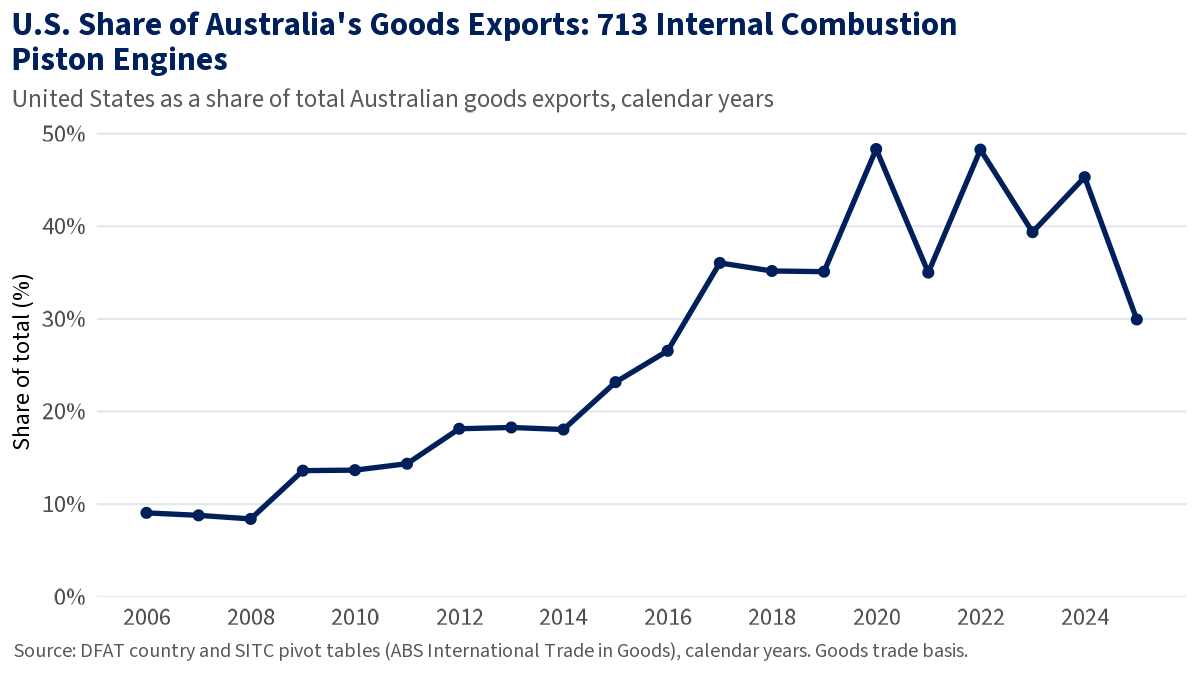 U.S. Share of Australia's Goods Exports: 713 Internal Combustion
Piston Engines
United States as a share of total Australian goods exports, calendar years
Share of total (%)
50%
40%
30%
20%
10%
0%
2006 2008 2010 2012 2014 2016 2018 2020 2022 2024
Source: DFAT country and SITC pivot tables (ABS International Trade in Goods), calendar years. Goods trade basis.